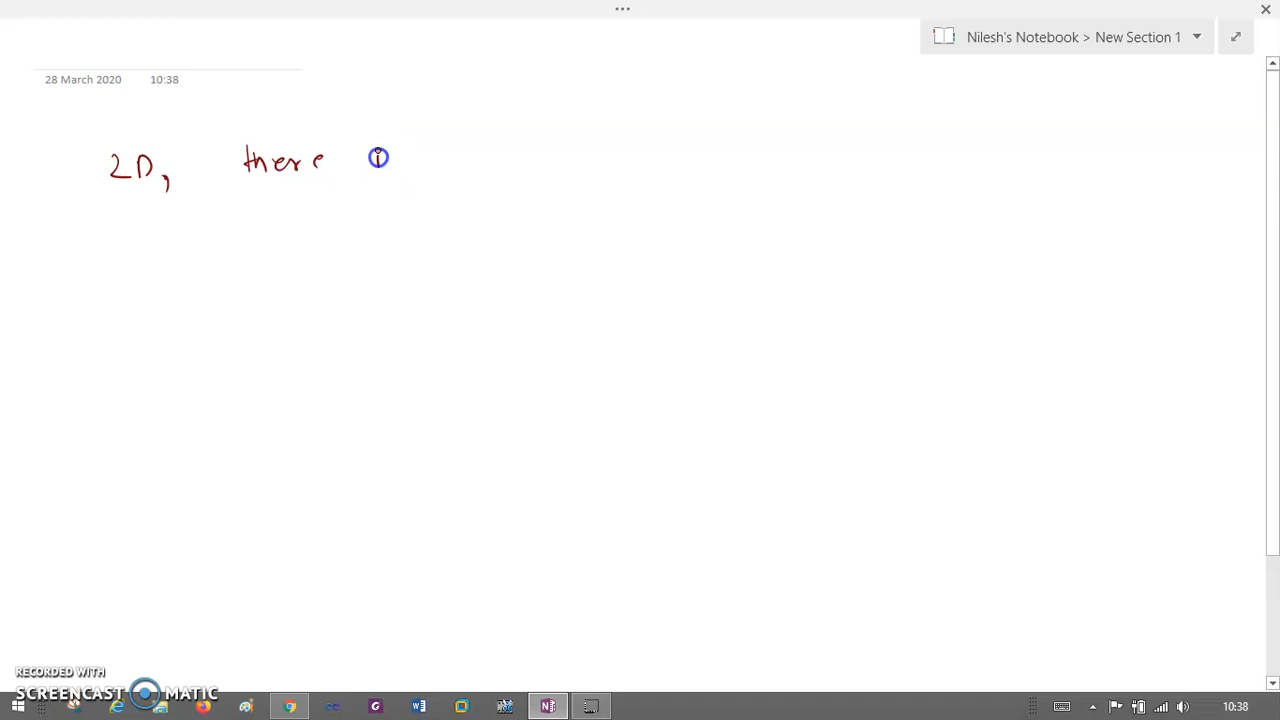 Nilesh's Notebook > New Section 1
28 March 2020 10:38
2D, there i
RECORDED WITH
SCREENCAST MATIC
10:38